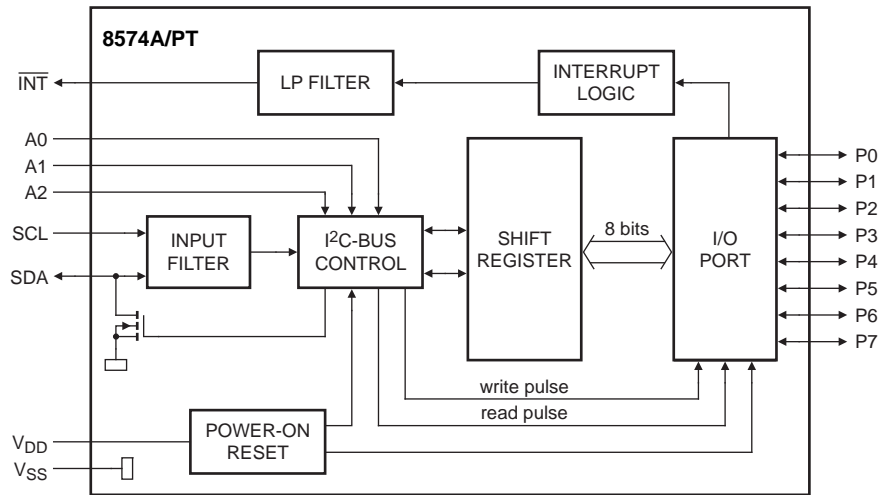 8574A/PT
INT
LP FILTER
INTERRUPT
LOGIC
A0
A1
A2
SCL
SDA
INPUT
FILTER
I²C-BUS
CONTROL
SHIFT
REGISTER
8 bits
I/O
PORT
P0
P1
P2
P3
P4
P5
P6
P7
write pulse
read pulse
POWER-ON
RESET
VDD
VSS